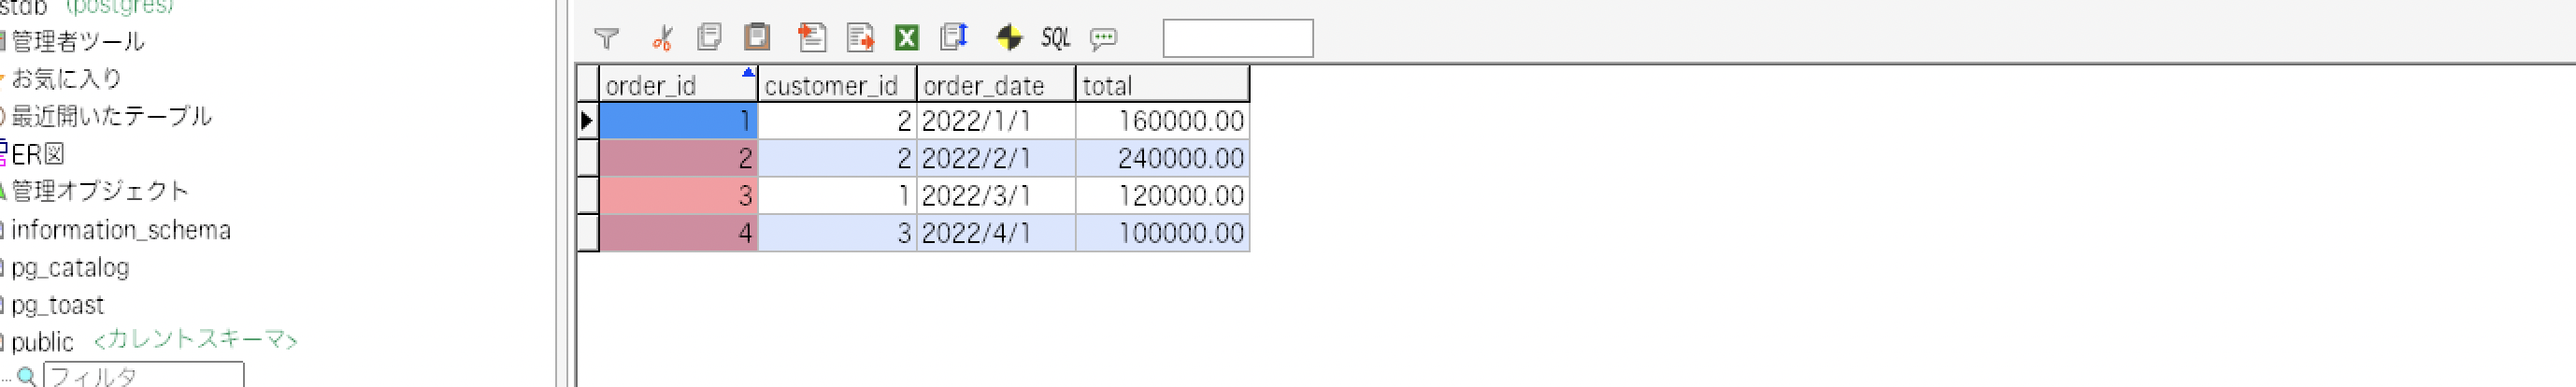 stdb (postgres)
管理者ツール
お気に入り
最近開いたテーブル
ER図
管理オブジェクト
information_schema
pg_catalog
pg_toast
public <カレントスキーマ>
フィルタ
SQL
order_id customer_id order_date total
1 2 2022/1/1 160000.00
2 2 2022/2/1 240000.00
3 1 2022/3/1 120000.00
4 3 2022/4/1 100000.00